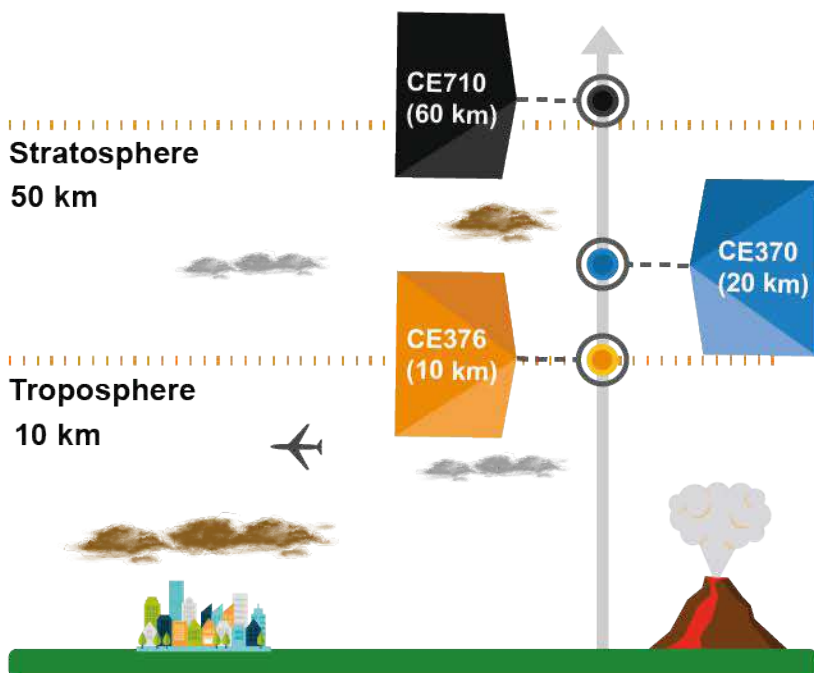 CE710
(60 km)
Stratosphere
50 km
CE370
(20 km)
CE376
(10 km)
Troposphere
10 km